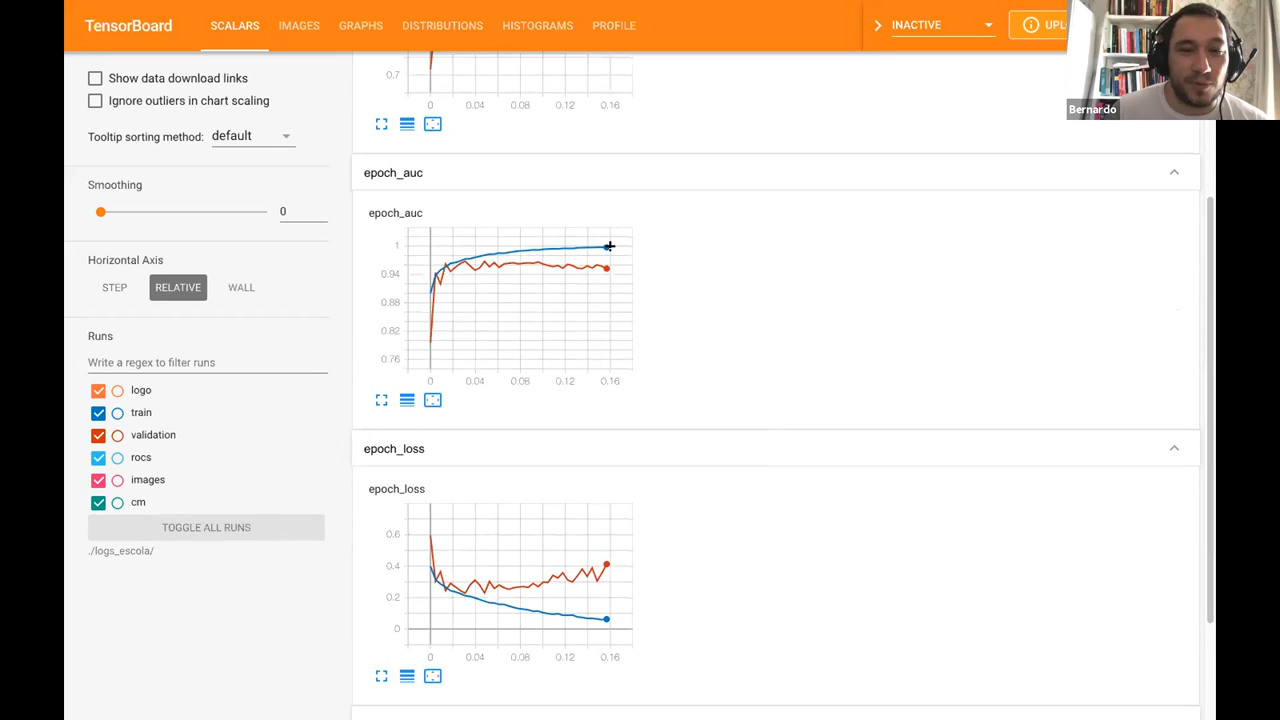 TensorBoard
SCALARS
IMAGES
GRAPHS
DISTRIBUTIONS
HISTOGRAMS
PROFILE
INACTIVE
UPL
Bernardo
Show data download links
Ignore outliers in chart scaling
Tooltip sorting method: default
Smoothing
0
Horizontal Axis
STEP
RELATIVE
WALL
Runs
Write a regex to filter runs
logo
train
validation
rocs
images
cm
TOGGLE ALL RUNS
./logs_escola/
0.7
0 0.04 0.08 0.12 0.16
epoch_auc
epoch_auc
1
0.94
0.88
0.82
0.76
0 0.04 0.08 0.12 0.16
epoch_loss
epoch_loss
0.6
0.4
0.2
0
0 0.04 0.08 0.12 0.16